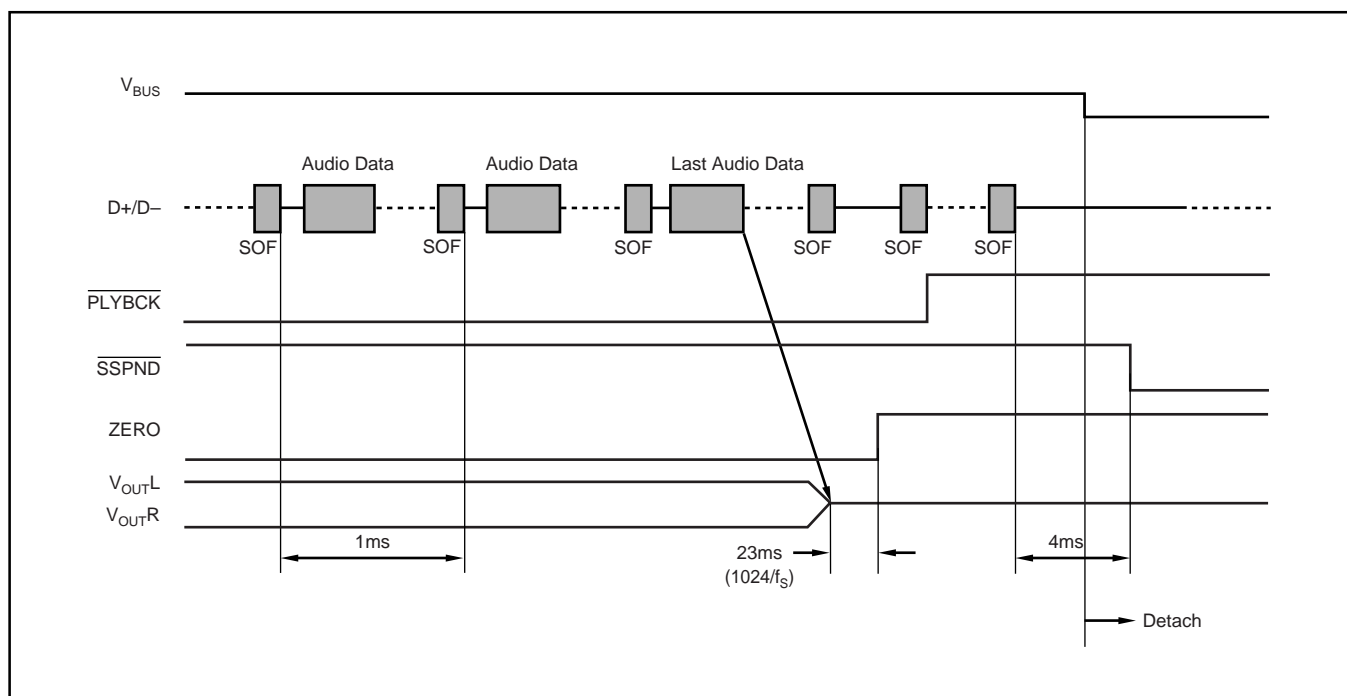 VBUS
Audio Data Audio Data Last Audio Data
D+/D–
SOF SOF SOF SOF SOF SOF
PLYBCK
SSPND
ZERO
VOUTL
VOUTR
1ms
23ms
(1024/fS)
4ms
Detach